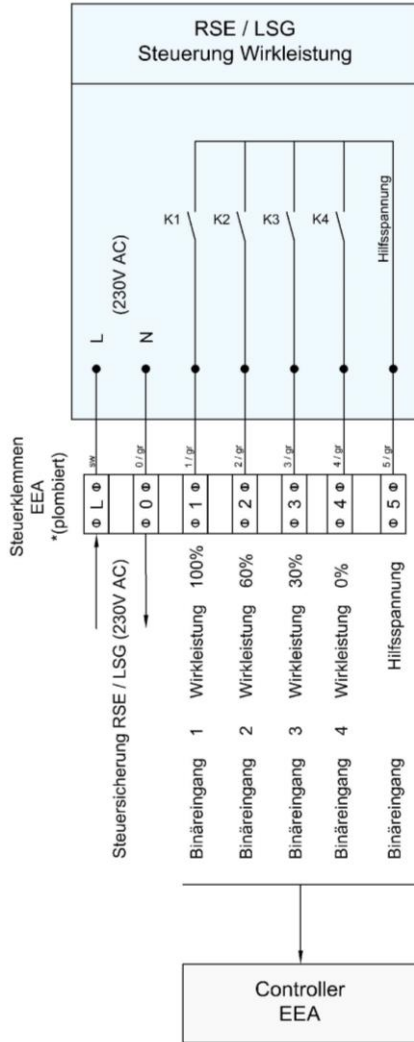 RSE / LSG
Steuerung Wirkleistung
K1
K2
K3
K4
Hilfsspannung
(230V AC)
L
N
Steuerklemmen
EEA
*(plombiert)
sw
0 / gr
1 / gr
2 / gr
3 / gr
4 / gr
5 / gr
L
0
1
2
3
4
5
Steuersicherung RSE / LSG (230V AC)
Binäreingang 1 Wirkleistung 100%
Binäreingang 2 Wirkleistung 60%
Binäreingang 3 Wirkleistung 30%
Binäreingang 4 Wirkleistung 0%
Binäreingang Hilfsspannung
Controller
EEA